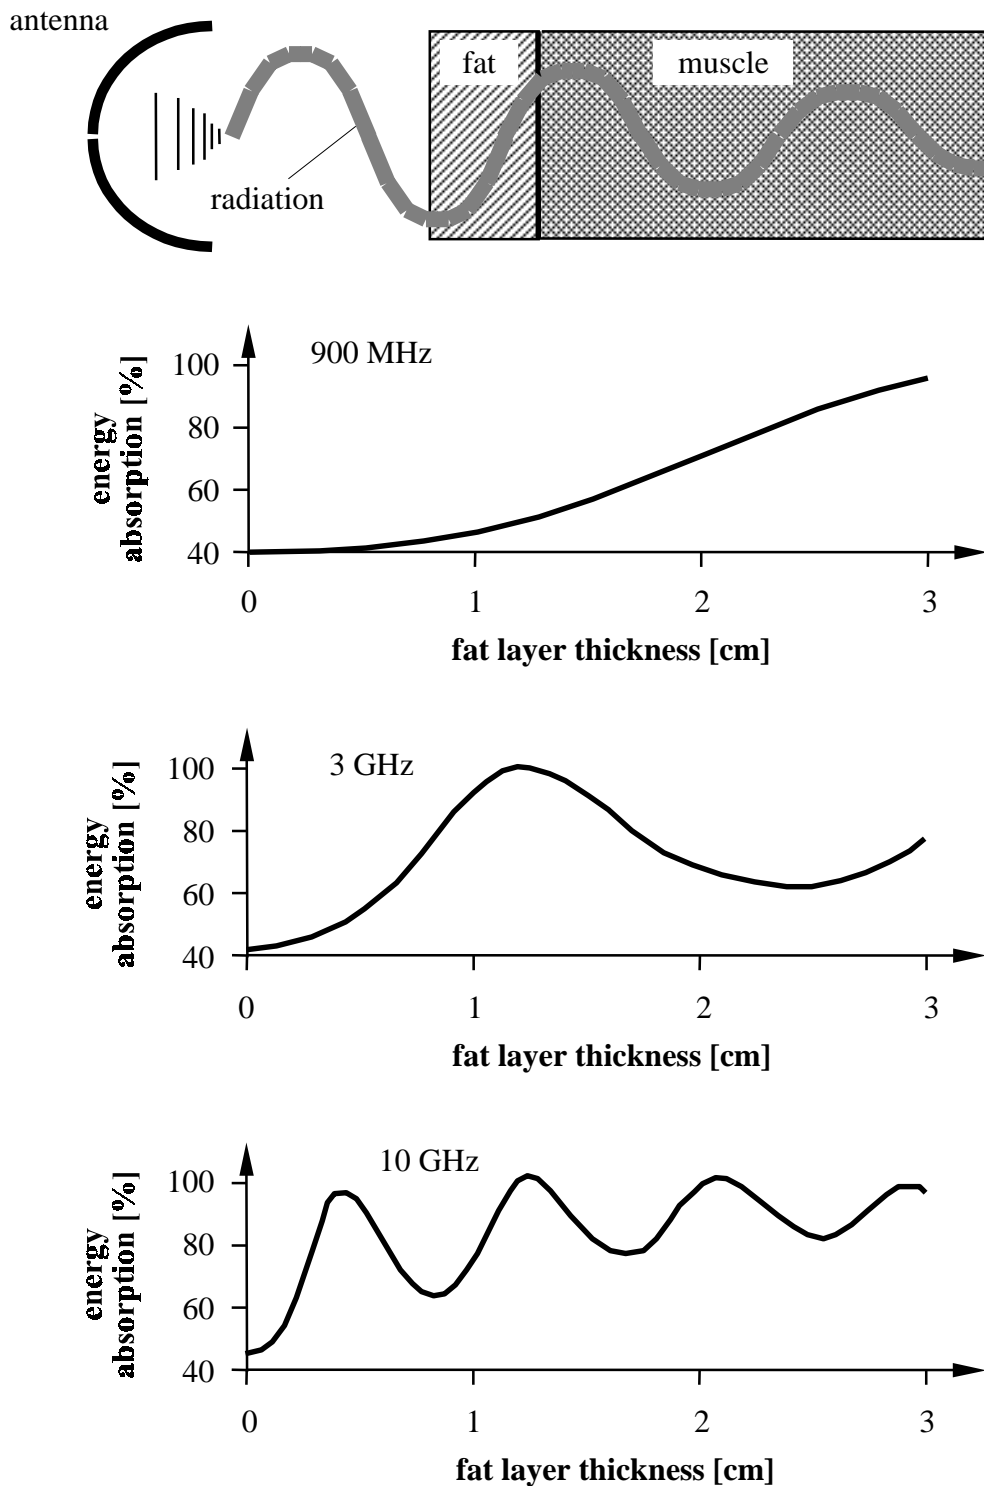 antenna
fat
muscle
radiation
900 MHz
energy
absorption [%]
100
80
60
40
0 1 2 3
fat layer thickness [cm]
3 GHz
energy
absorption [%]
100
80
60
40
0 1 2 3
fat layer thickness [cm]
10 GHz
energy
absorption [%]
100
80
60
40
0 1 2 3
fat layer thickness [cm]